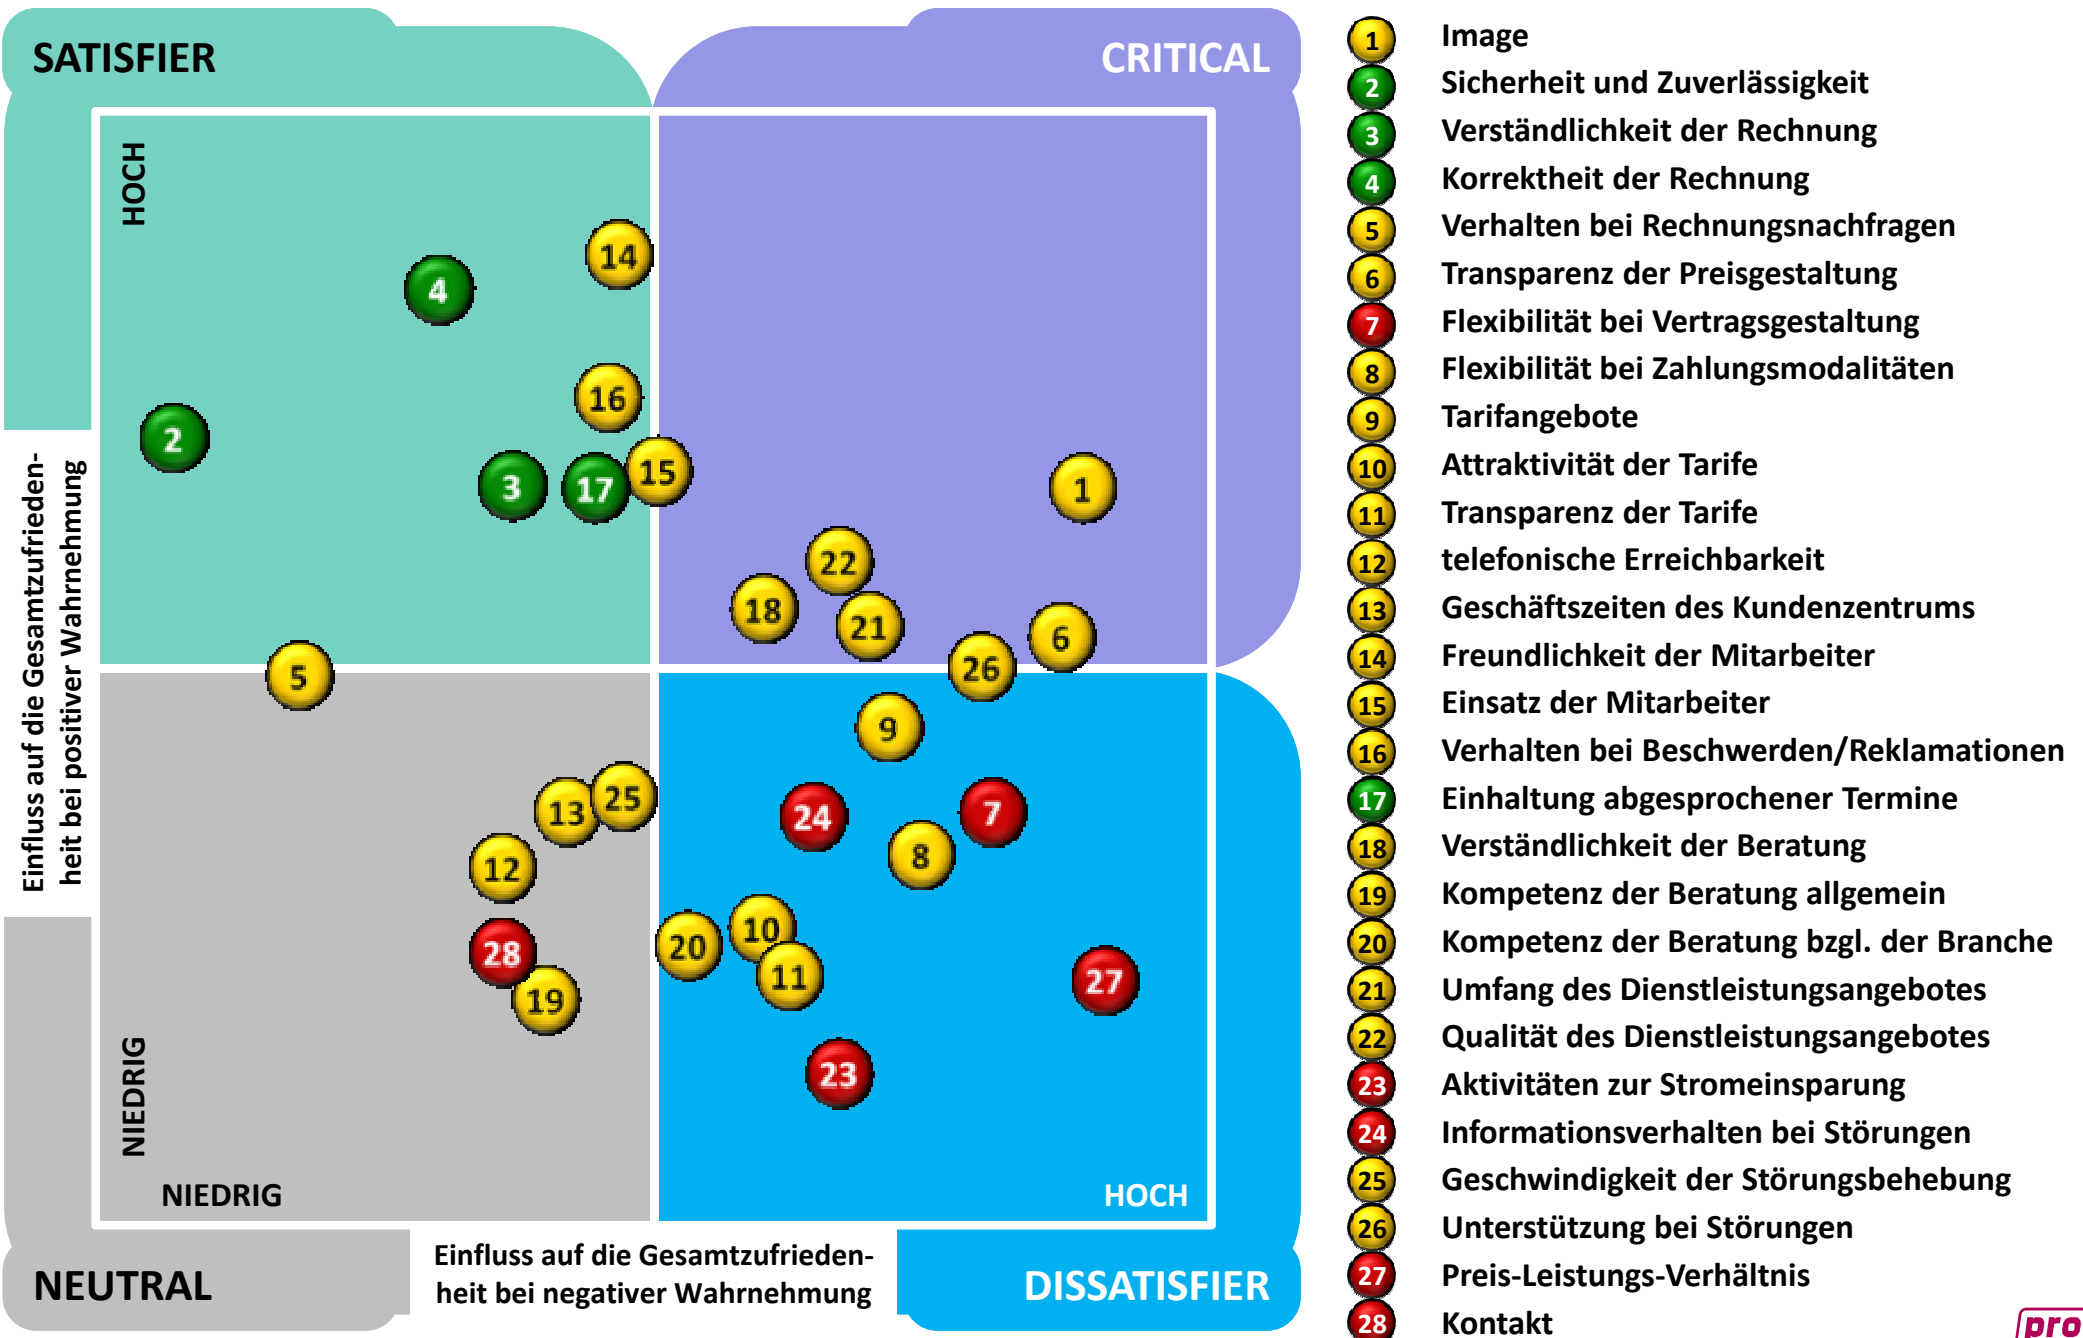 SATISFIER
CRITICAL
HOCH
14
4
16
2
3
17
15
1
22
18
21
6
26
5
9
13
25
24
7
12
8
28
19
20
10
11
27
23
NIEDRIG
NIEDRIG
HOCH
Einfluss auf die Gesamtzufrieden-
heit bei positiver Wahrnehmung
NEUTRAL
Einfluss auf die Gesamtzufrieden-
heit bei negativer Wahrnehmung
DISSATISFIER
1 Image
2 Sicherheit und Zuverlässigkeit
3 Verständlichkeit der Rechnung
4 Korrektheit der Rechnung
5 Verhalten bei Rechnungsnachfragen
6 Transparenz der Preisgestaltung
7 Flexibilität bei Vertragsgestaltung
8 Flexibilität bei Zahlungsmodalitäten
9 Tarifangebote
10 Attraktivität der Tarife
11 Transparenz der Tarife
12 telefonische Erreichbarkeit
13 Geschäftszeiten des Kundenzentrums
14 Freundlichkeit der Mitarbeiter
15 Einsatz der Mitarbeiter
16 Verhalten bei Beschwerden/Reklamationen
17 Einhaltung abgesprochener Termine
18 Verständlichkeit der Beratung
19 Kompetenz der Beratung allgemein
20 Kompetenz der Beratung bzgl. der Branche
21 Umfang des Dienstleistungsangebotes
22 Qualität des Dienstleistungsangebotes
23 Aktivitäten zur Stromeinsparung
24 Informationsverhalten bei Störungen
25 Geschwindigkeit der Störungsbehebung
26 Unterstützung bei Störungen
27 Preis-Leistungs-Verhältnis
28 Kontakt
pro